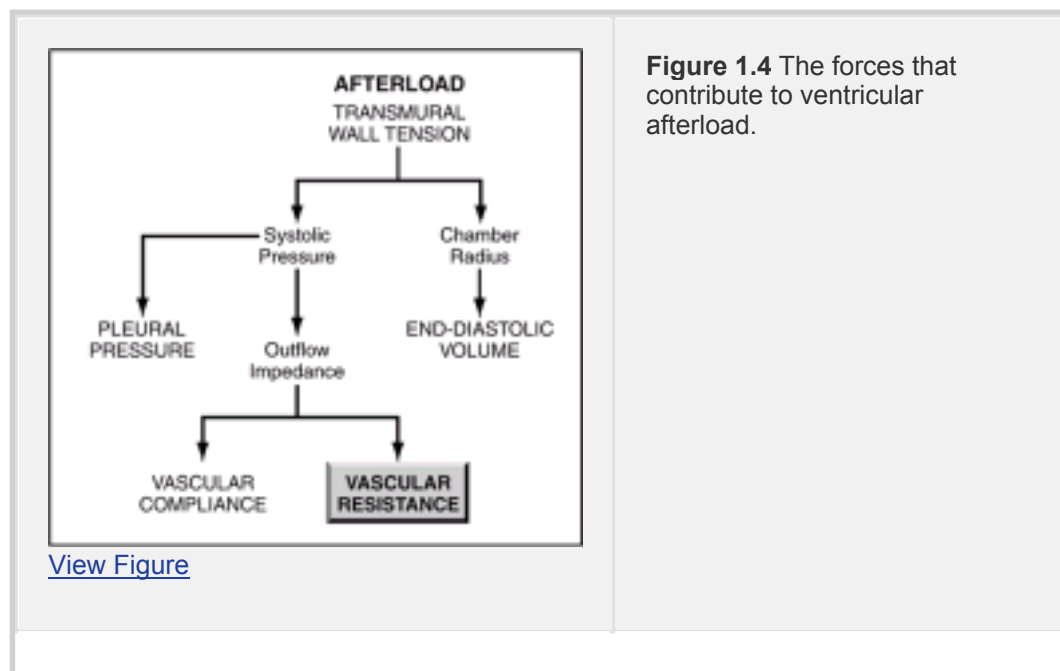 AFTERLOAD
TRANSMURAL
WALL TENSION
Systolic
Pressure
Chamber
Radius
PLEURAL
PRESSURE
Outflow
Impedance
END-DIASTOLIC
VOLUME
VASCULAR
COMPLIANCE
VASCULAR
RESISTANCE
View Figure
Figure 1.4 The forces that
contribute to ventricular
afterload.